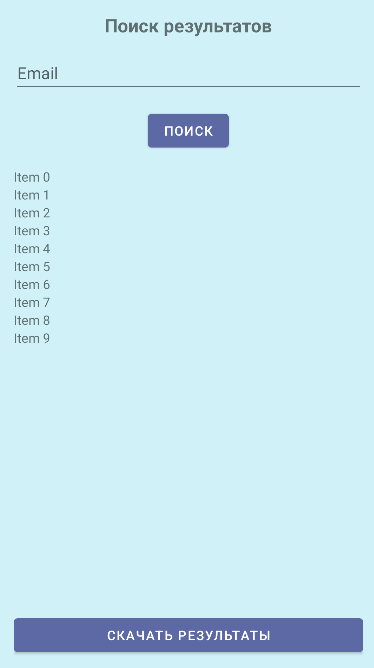 Поиск результатов
Email
ПОИСК
Item 0
Item 1
Item 2
Item 3
Item 4
Item 5
Item 6
Item 7
Item 8
Item 9
СКАЧАТЬ РЕЗУЛЬТАТЫ